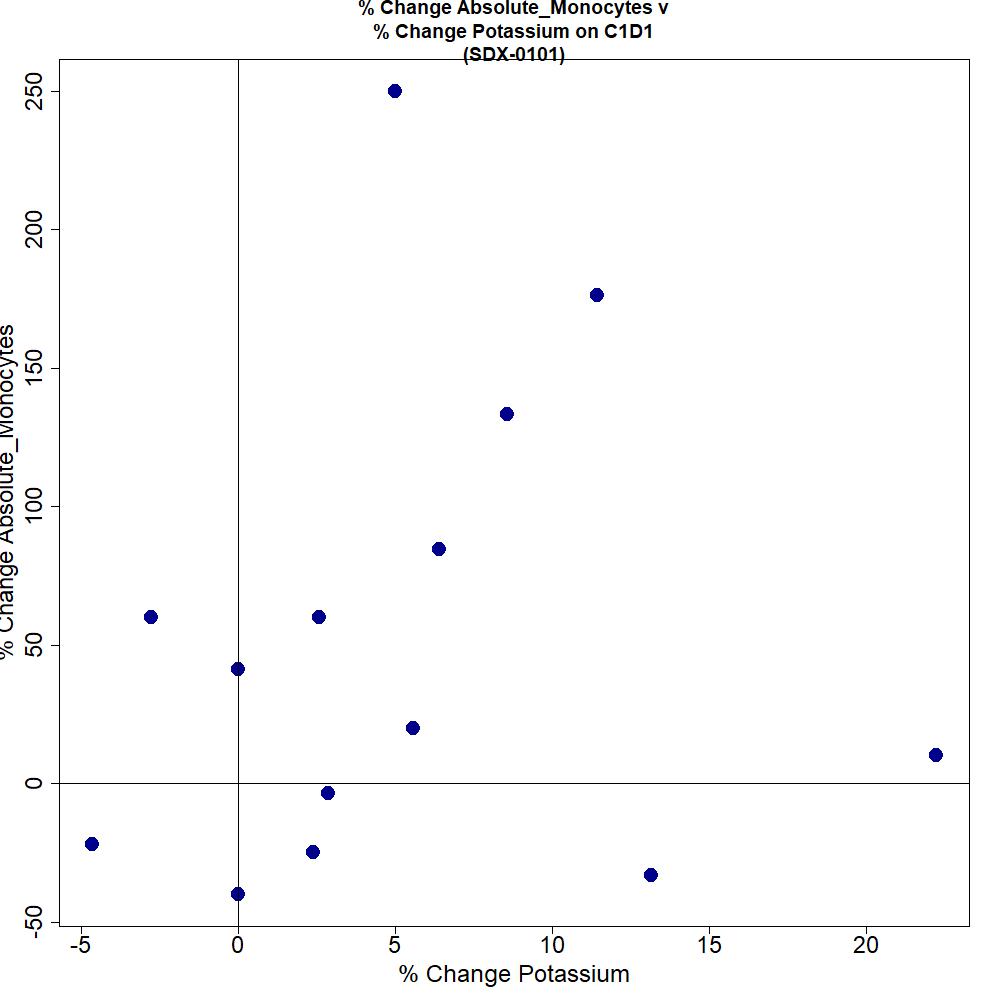 % Change Absolute_Monocytes v
% Change Potassium on C1D1
(SDX-0101)
% Change Absolute_Monocytes
250
200
150
100
50
0
-50
-5 0 5 10 15 20
% Change Potassium